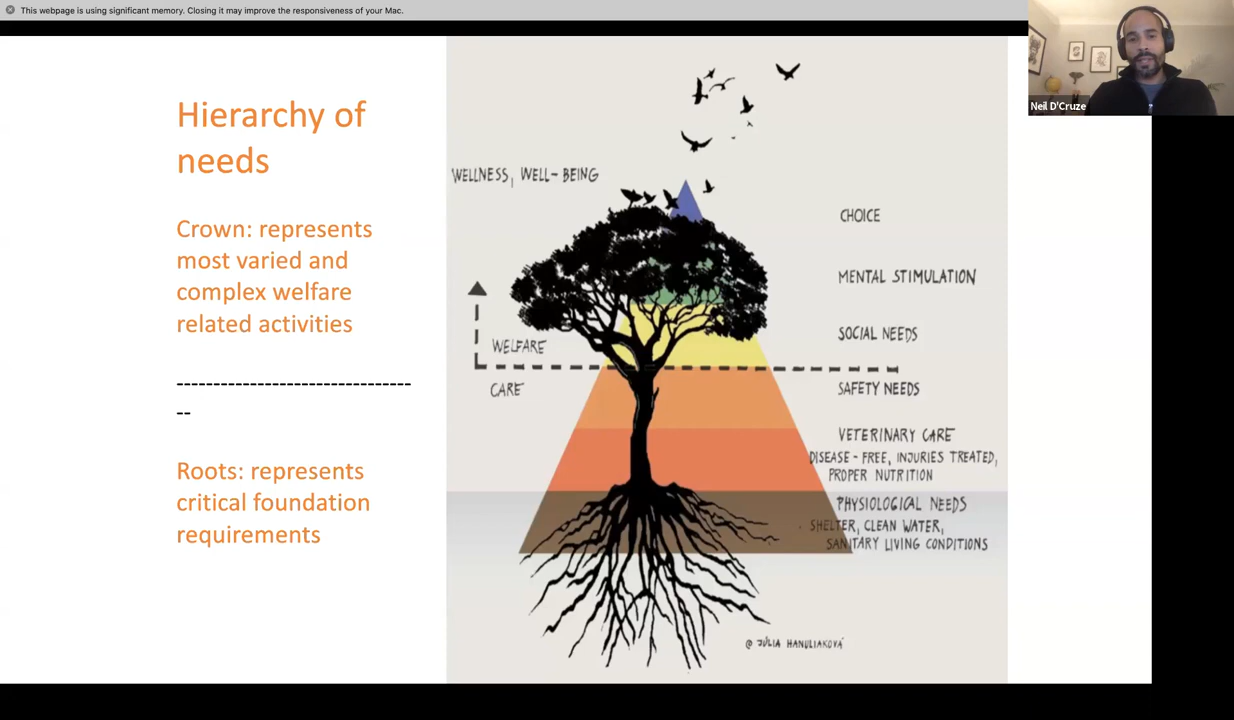 This webpage is using significant memory. Closing it may improve the responsiveness of your Mac.
Neil D'Cruze
Hierarchy of
needs
Crown: represents
most varied and
complex welfare
related activities
--------------------------------
--
Roots: represents
critical foundation
requirements
WELLNESS, WELL-BEING
CHOICE
MENTAL STIMULATION
SOCIAL NEEDS
WELFARE
CARE
SAFETY NEEDS
VETERINARY CARE
DISEASE-FREE, INJURIES TREATED,
PROPER NUTRITION
PHYSIOLOGICAL NEEDS
SHELTER, CLEAN WATER,
SANITARY LIVING CONDITIONS
@ JÚLIA HANULIAKOVÁ